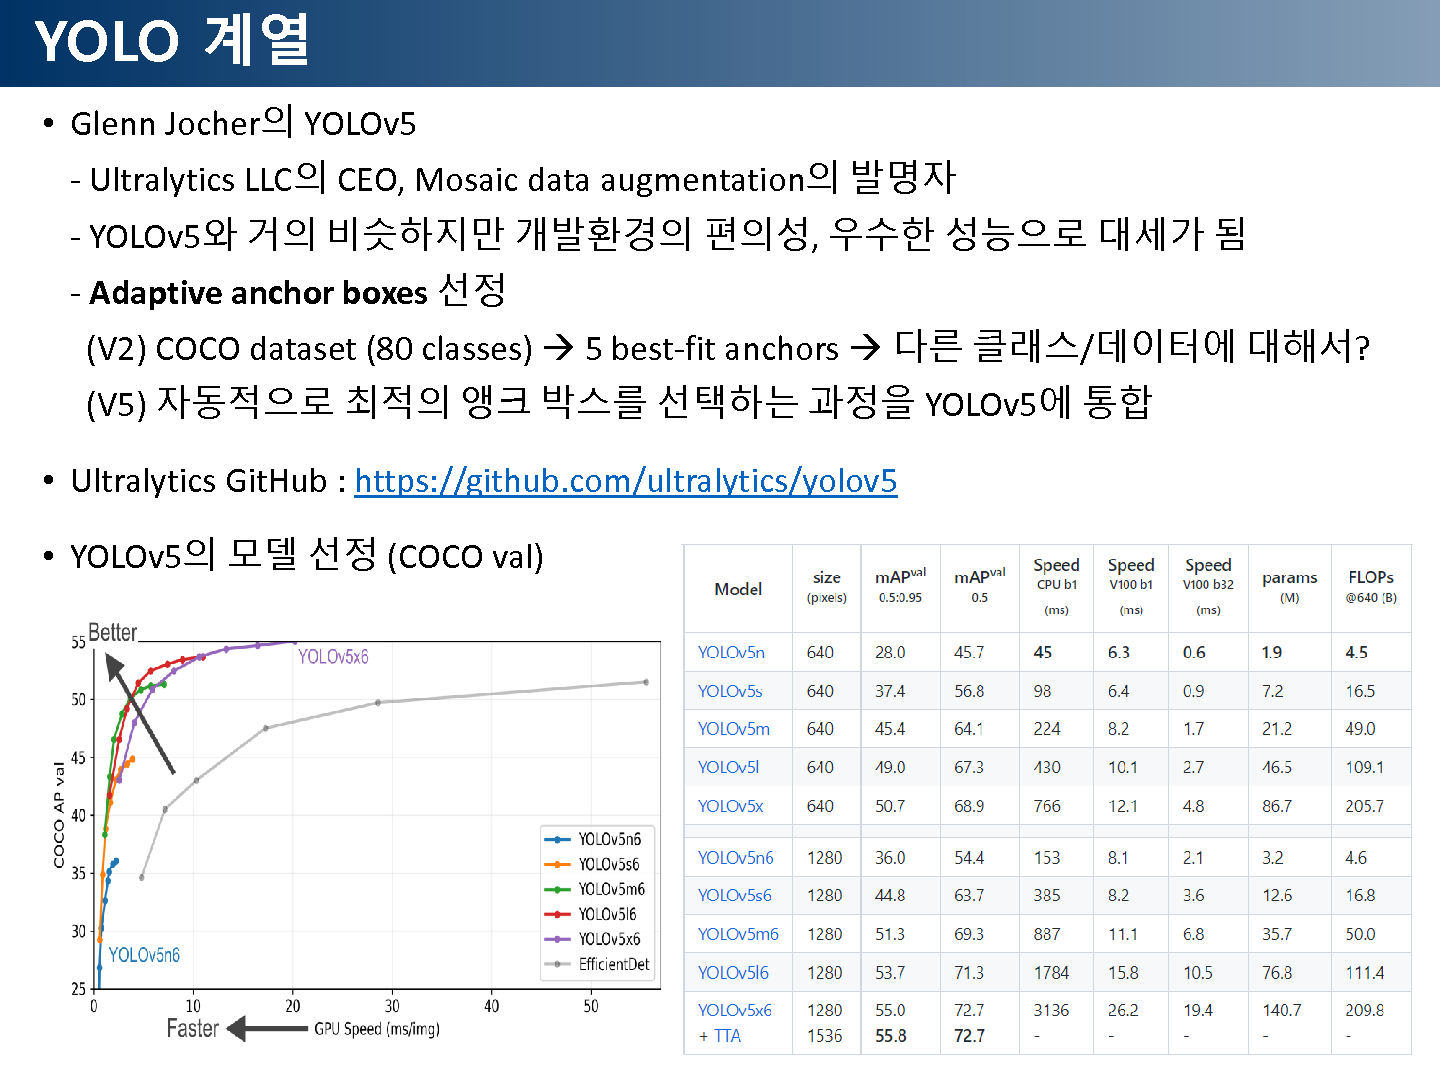 YOLO 계열
• Glenn Jocher의 YOLOv5
- Ultralytics LLC의 CEO, Mosaic data augmentation의 발명자
- YOLOv5와 거의 비슷하지만 개발환경의 편의성, 우수한 성능으로 대세가 됨
- Adaptive anchor boxes 선정
(V2) COCO dataset (80 classes) → 5 best-fit anchors → 다른 클래스/데이터에 대해서?
(V5) 자동적으로 최적의 앵크 박스를 선택하는 과정을 YOLOv5에 통합
• Ultralytics GitHub : https://github.com/ultralytics/yolov5
• YOLOv5의 모델 선정 (COCO val)
Better
55
50
45
40
35
30
25
COCO AP val
YOLOv5x6
YOLOv5n6
YOLOv5n6
YOLOv5s6
YOLOv5m6
YOLOv5l6
YOLOv5x6
EfficientDet
0 10 20 30 40 50
Faster GPU Speed (ms/img)
Model size (pixels) mAPval 0.5:0.95 mAPval 0.5 Speed CPU b1 (ms) Speed V100 b1 (ms) Speed V100 b32 (ms) params (M) FLOPs @640 (B)
YOLOv5n 640 28.0 45.7 45 6.3 0.6 1.9 4.5
YOLOv5s 640 37.4 56.8 98 6.4 0.9 7.2 16.5
YOLOv5m 640 45.4 64.1 224 8.2 1.7 21.2 49.0
YOLOv5l 640 49.0 67.3 430 10.1 2.7 46.5 109.1
YOLOv5x 640 50.7 68.9 766 12.1 4.8 86.7 205.7
YOLOv5n6 1280 36.0 54.4 153 8.1 2.1 3.2 4.6
YOLOv5s6 1280 44.8 63.7 385 8.2 3.6 12.6 16.8
YOLOv5m6 1280 51.3 69.3 887 11.1 6.8 35.7 50.0
YOLOv5l6 1280 53.7 71.3 1784 15.8 10.5 76.8 111.4
YOLOv5x6 1280 55.0 72.7 3136 26.2 19.4 140.7 209.8
+ TTA 1536 55.8 72.7 - - - - -